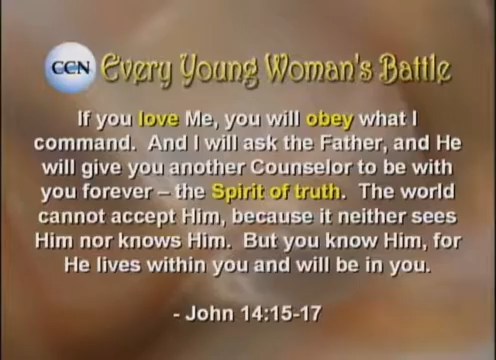 CCN Every Young Woman's Battle
If you love Me, you will obey what I
command. And I will ask the Father, and He
will give you another Counselor to be with
you forever – the Spirit of truth. The world
cannot accept Him, because it neither sees
Him nor knows Him. But you know Him, for
He lives within you and will be in you.
- John 14:15-17